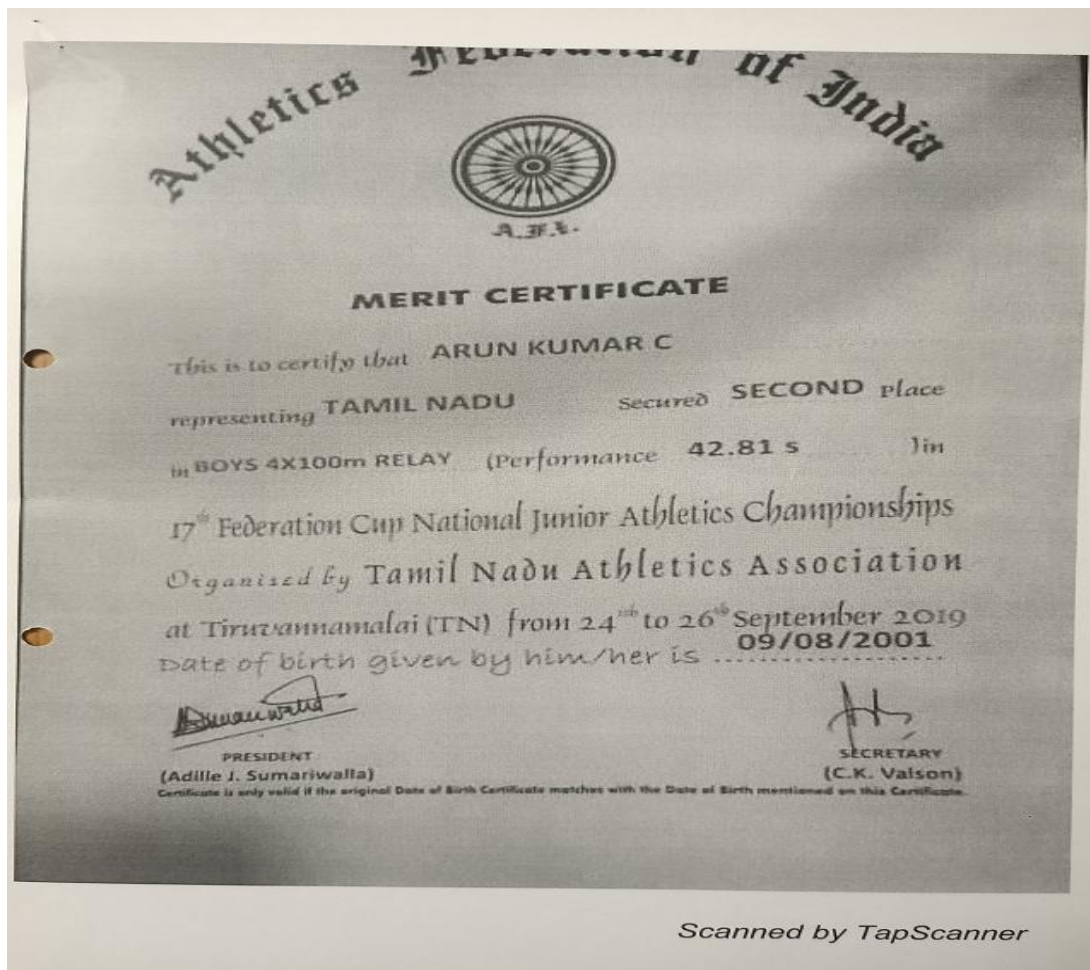 Athletics Federation of India
A.F.I.
MERIT CERTIFICATE
This is to certify that ARUN KUMAR C
representing TAMIL NADU Secured SECOND Place
in BOYS 4X100m RELAY (Performance 42.81 s )in
17th Federation Cup National Junior Athletics Championships
Organised by Tamil Nadu Athletics Association
at Tiruvannamalai (TN) from 24th to 26th September 2019
Date of birth given by him/her is 09/08/2001
PRESIDENT
(Adille J. Sumariwalla)
SECRETARY
(C.K. Valson)
Certificate is only valid if the original Date of Birth Certificate matches with the Date of Birth mentioned on this Certificate.
Scanned by TapScanner